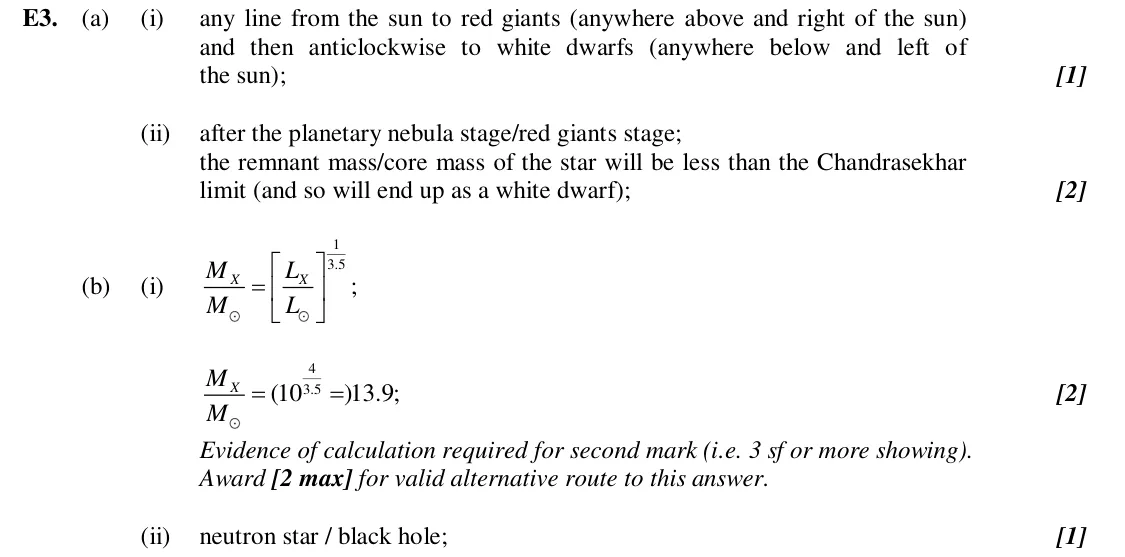 E3. (a) (i) any line from the sun to red giants (anywhere above and right of the sun)
and then anticlockwise to white dwarfs (anywhere below and left of
the sun); [1]
(ii) after the planetary nebula stage/red giants stage;
the remnant mass/core mass of the star will be less than the Chandrasekhar
limit (and so will end up as a white dwarf); [2]
(b) (i) M_X/M_⊙ = [L_X/L_⊙]^(1/3.5);
M_X/M_⊙ = (10^(4/3.5) =)13.9; [2]
Evidence of calculation required for second mark (i.e. 3 sf or more showing).
Award [2 max] for valid alternative route to this answer.
(ii) neutron star / black hole; [1]